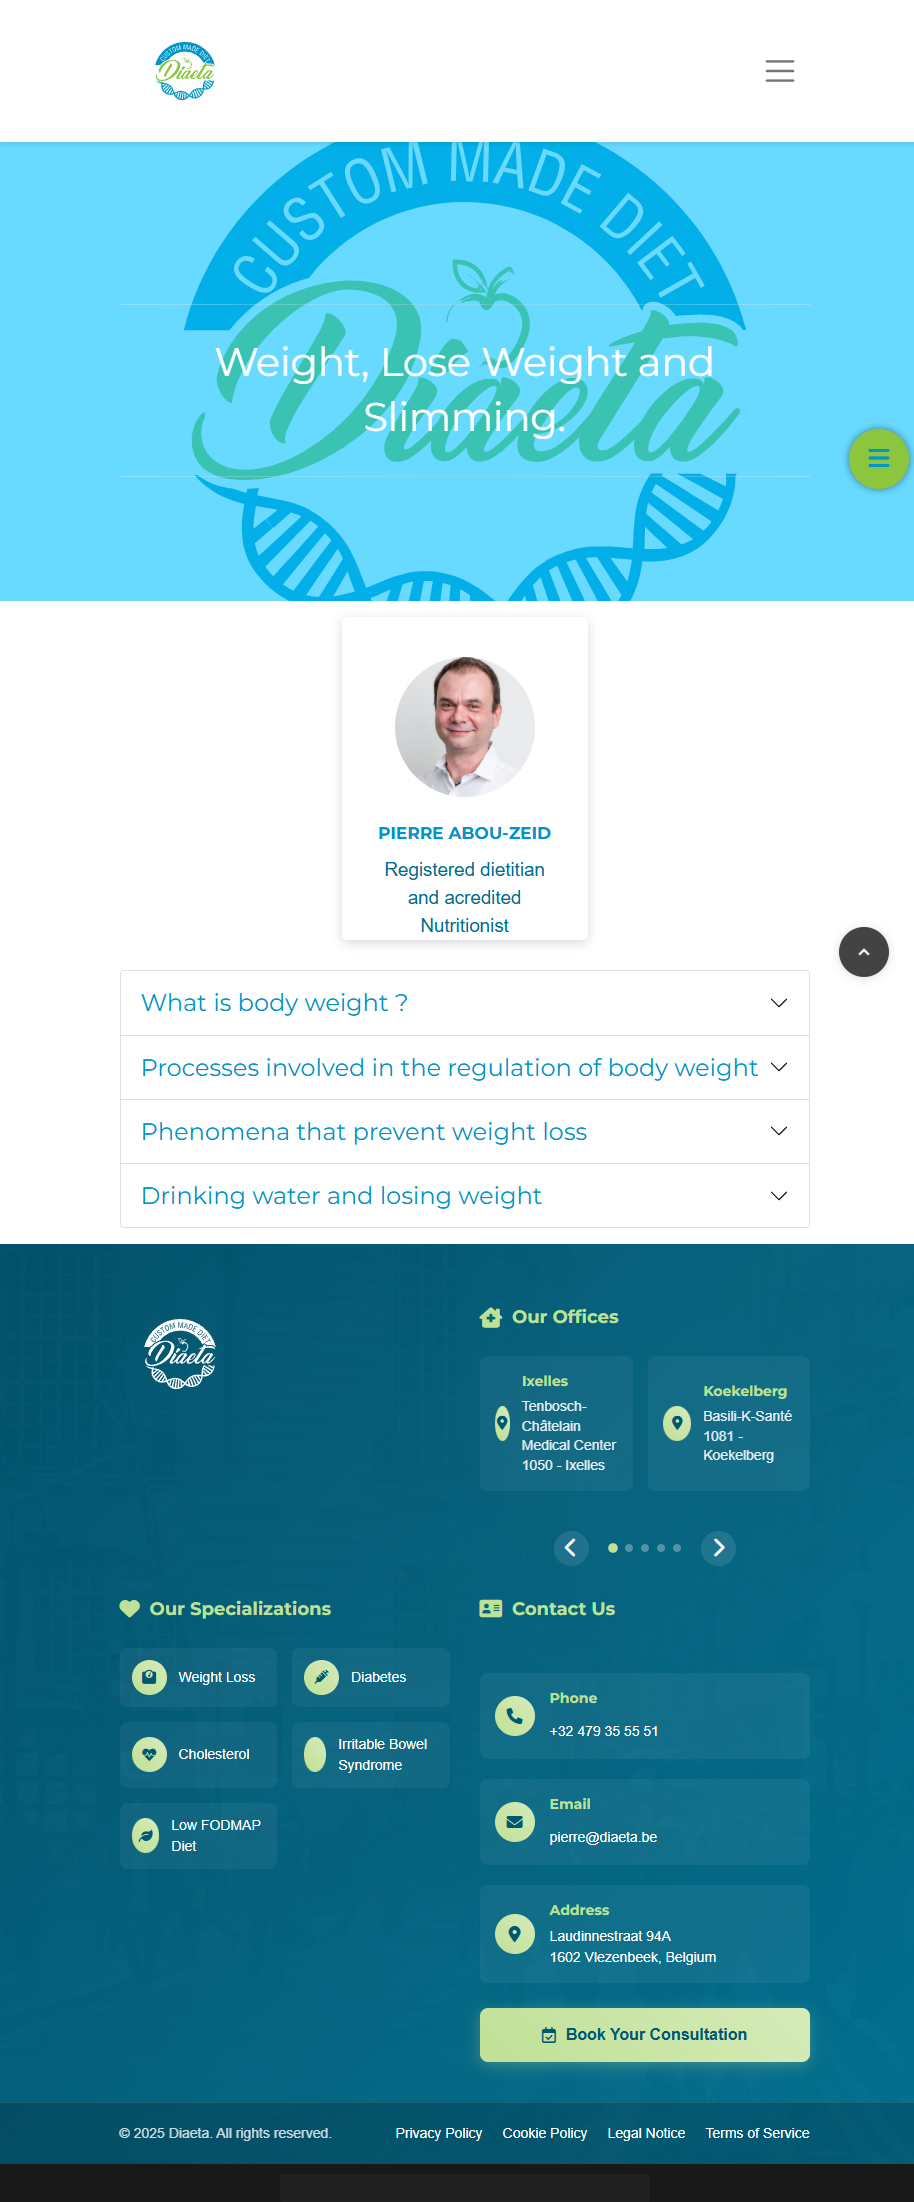 CUSTOM MADE DIET
Diaeta
CUSTOM MADE DIET
Diaeta
Weight, Lose Weight and
Slimming.
PIERRE ABOU-ZEID
Registered dietitian
and acredited
Nutritionist
What is body weight ?
Processes involved in the regulation of body weight
Phenomena that prevent weight loss
Drinking water and losing weight
CUSTOM MADE DIET
Diaeta
Our Offices
Ixelles
Tenbosch-
Châtelain
Medical Center
1050 - Ixelles
Koekelberg
Basili-K-Santé
1081 -
Koekelberg
Our Specializations
Weight Loss
Diabetes
Cholesterol
Irritable Bowel
Syndrome
Low FODMAP
Diet
Contact Us
Phone
+32 479 35 55 51
Email
pierre@diaeta.be
Address
Laudinnestraat 94A
1602 Vlezenbeek, Belgium
Book Your Consultation
© 2025 Diaeta. All rights reserved.
Privacy Policy Cookie Policy Legal Notice Terms of Service